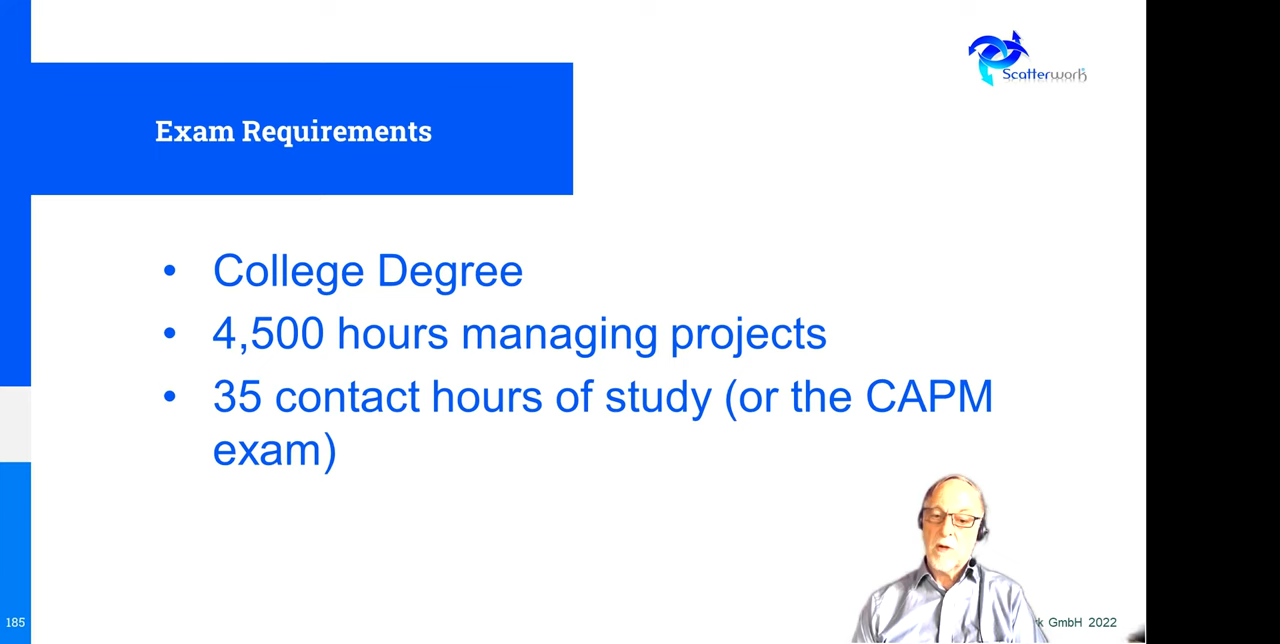 Scatterwork
Exam Requirements
• College Degree
• 4,500 hours managing projects
• 35 contact hours of study (or the CAPM
exam)
185
GmbH 2022